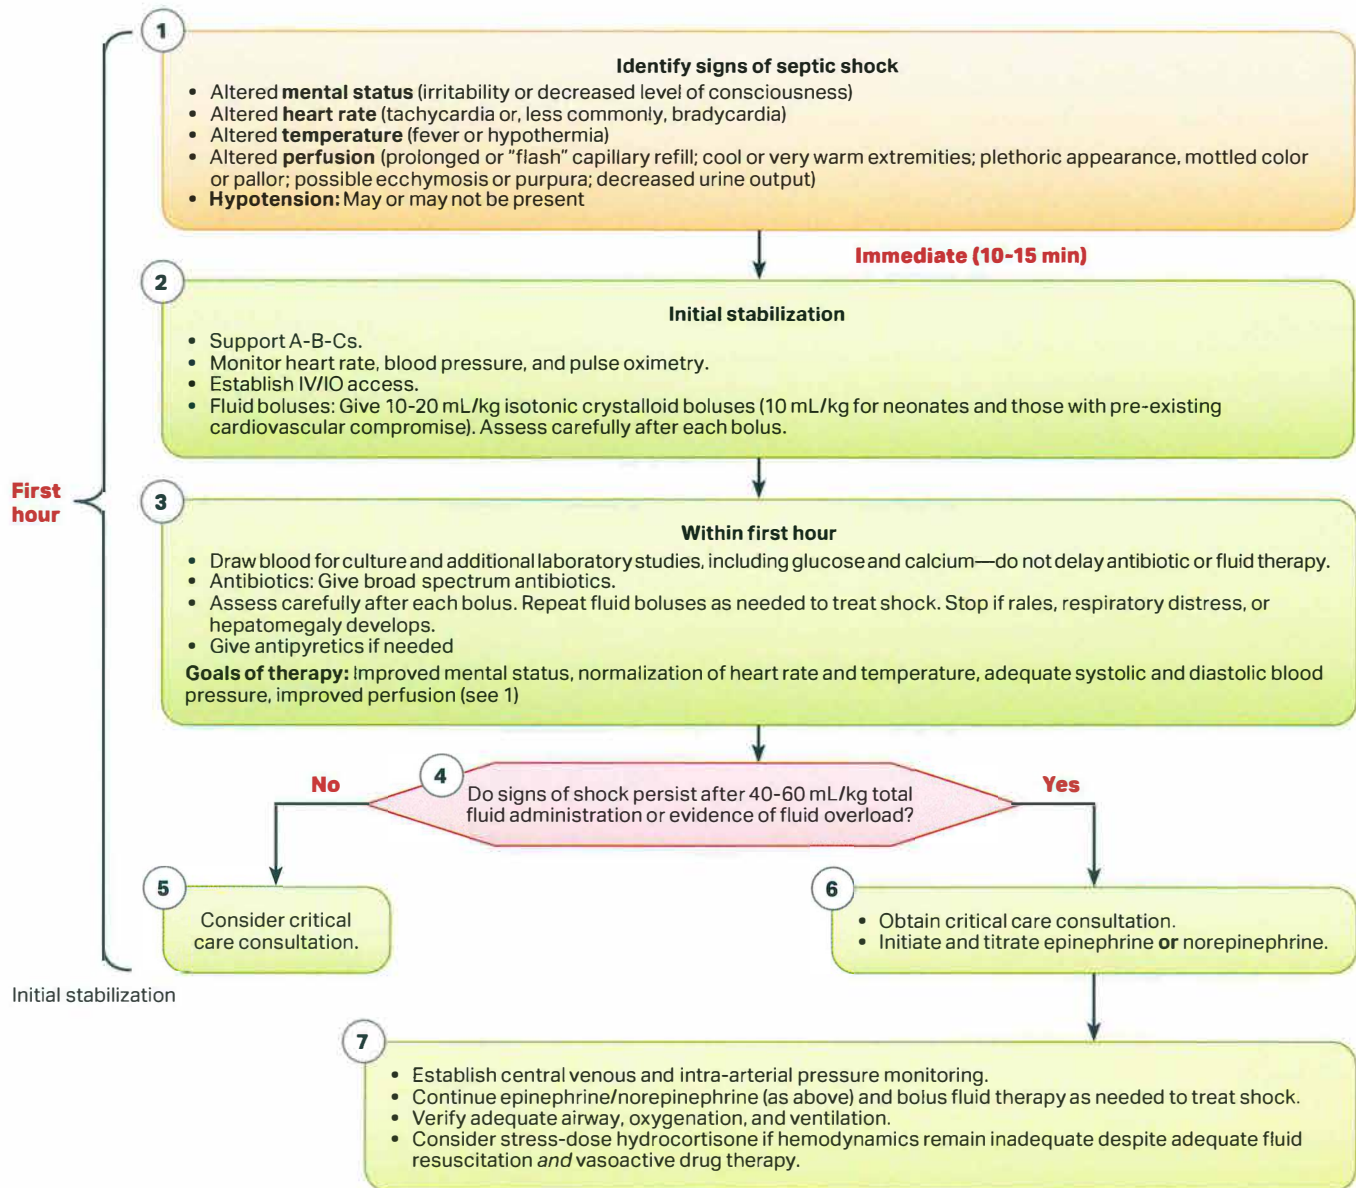 1
Identify signs of septic shock
• Altered mental status (irritability or decreased level of consciousness)
• Altered heart rate (tachycardia or, less commonly, bradycardia)
• Altered temperature (fever or hypothermia)
• Altered perfusion (prolonged or "flash" capillary refill; cool or very warm extremities; plethoric appearance, mottled color
or pallor; possible ecchymosis or purpura; decreased urine output)
• Hypotension: May or may not be present
Immediate (10-15 min)
2
Initial stabilization
• Support A-B-Cs.
• Monitor heart rate, blood pressure, and pulse oximetry.
• Establish IV/IO access.
• Fluid boluses: Give 10-20 mL/kg isotonic crystalloid boluses (10 mL/kg for neonates and those with pre-existing
cardiovascular compromise). Assess carefully after each bolus.
First
hour
3
Within first hour
• Draw blood for culture and additional laboratory studies, including glucose and calcium—do not delay antibiotic or fluid therapy.
• Antibiotics: Give broad spectrum antibiotics.
• Assess carefully after each bolus. Repeat fluid boluses as needed to treat shock. Stop if rales, respiratory distress, or
hepatomegaly develops.
• Give antipyretics if needed
Goals of therapy: Improved mental status, normalization of heart rate and temperature, adequate systolic and diastolic blood
pressure, improved perfusion (see 1)
4
Do signs of shock persist after 40-60 mL/kg total
fluid administration or evidence of fluid overload?
No
Yes
5
Consider critical
care consultation.
6
• Obtain critical care consultation.
• Initiate and titrate epinephrine or norepinephrine.
Initial stabilization
7
• Establish central venous and intra-arterial pressure monitoring.
• Continue epinephrine/norepinephrine (as above) and bolus fluid therapy as needed to treat shock.
• Verify adequate airway, oxygenation, and ventilation.
• Consider stress-dose hydrocortisone if hemodynamics remain inadequate despite adequate fluid
resuscitation and vasoactive drug therapy.